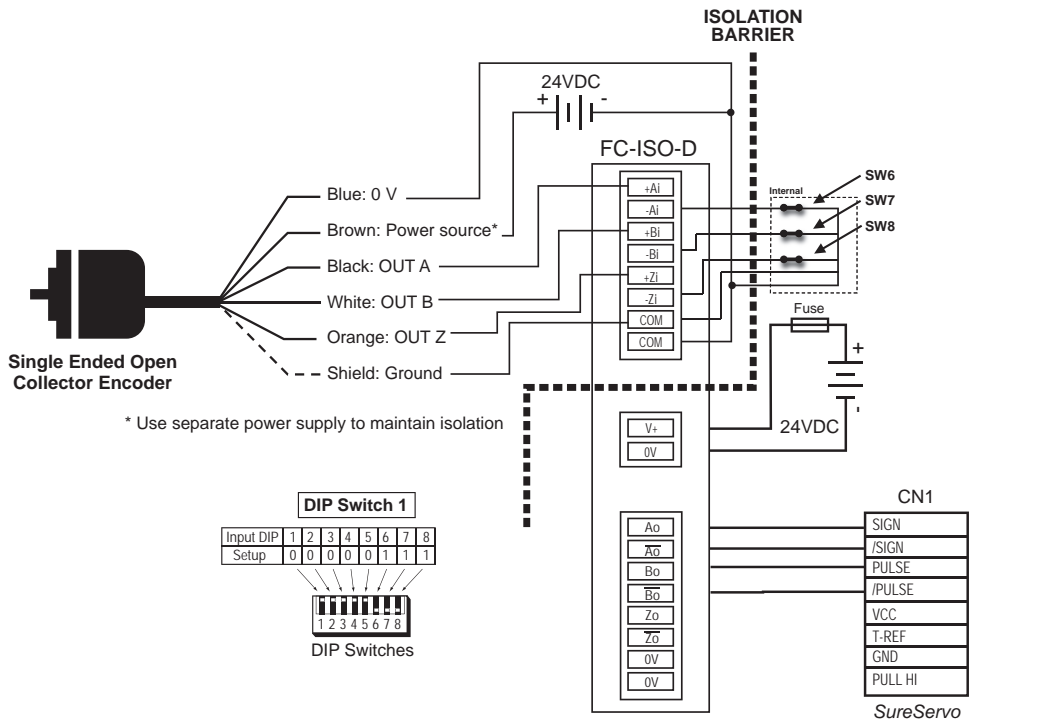 ISOLATION
BARRIER
24VDC
+ -
FC-ISO-D
Blue: 0 V
Brown: Power source*
Black: OUT A
White: OUT B
Orange: OUT Z
Shield: Ground
Single Ended Open
Collector Encoder
* Use separate power supply to maintain isolation
+Ai
-Ai
+Bi
-Bi
+Zi
-Zi
COM
COM
Internal
SW6
SW7
SW8
Fuse
+
-
24VDC
V+
0V
DIP Switch 1
Input DIP 1 2 3 4 5 6 7 8
Setup 0 0 0 0 0 1 1 1
1 2 3 4 5 6 7 8
DIP Switches
Ao
A̅o̅
Bo
B̅o̅
Zo
Z̅o̅
0V
0V
CN1
SIGN
/SIGN
PULSE
/PULSE
VCC
T-REF
GND
PULL HI
SureServo